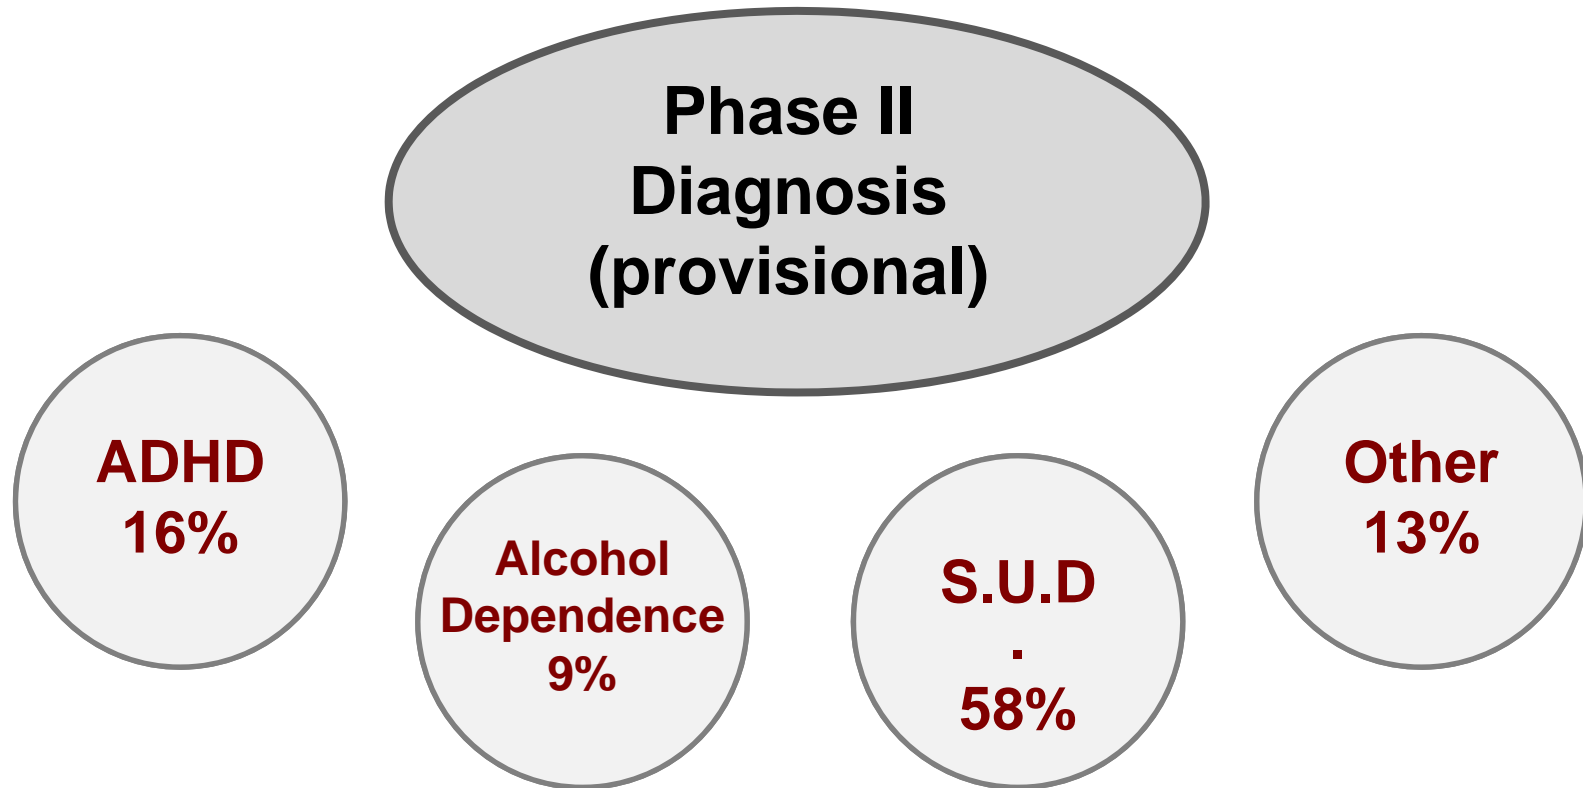 Phase II
Diagnosis
(provisional)
ADHD
16%
Alcohol
Dependence
9%
S.U.D
.
58%
Other
13%